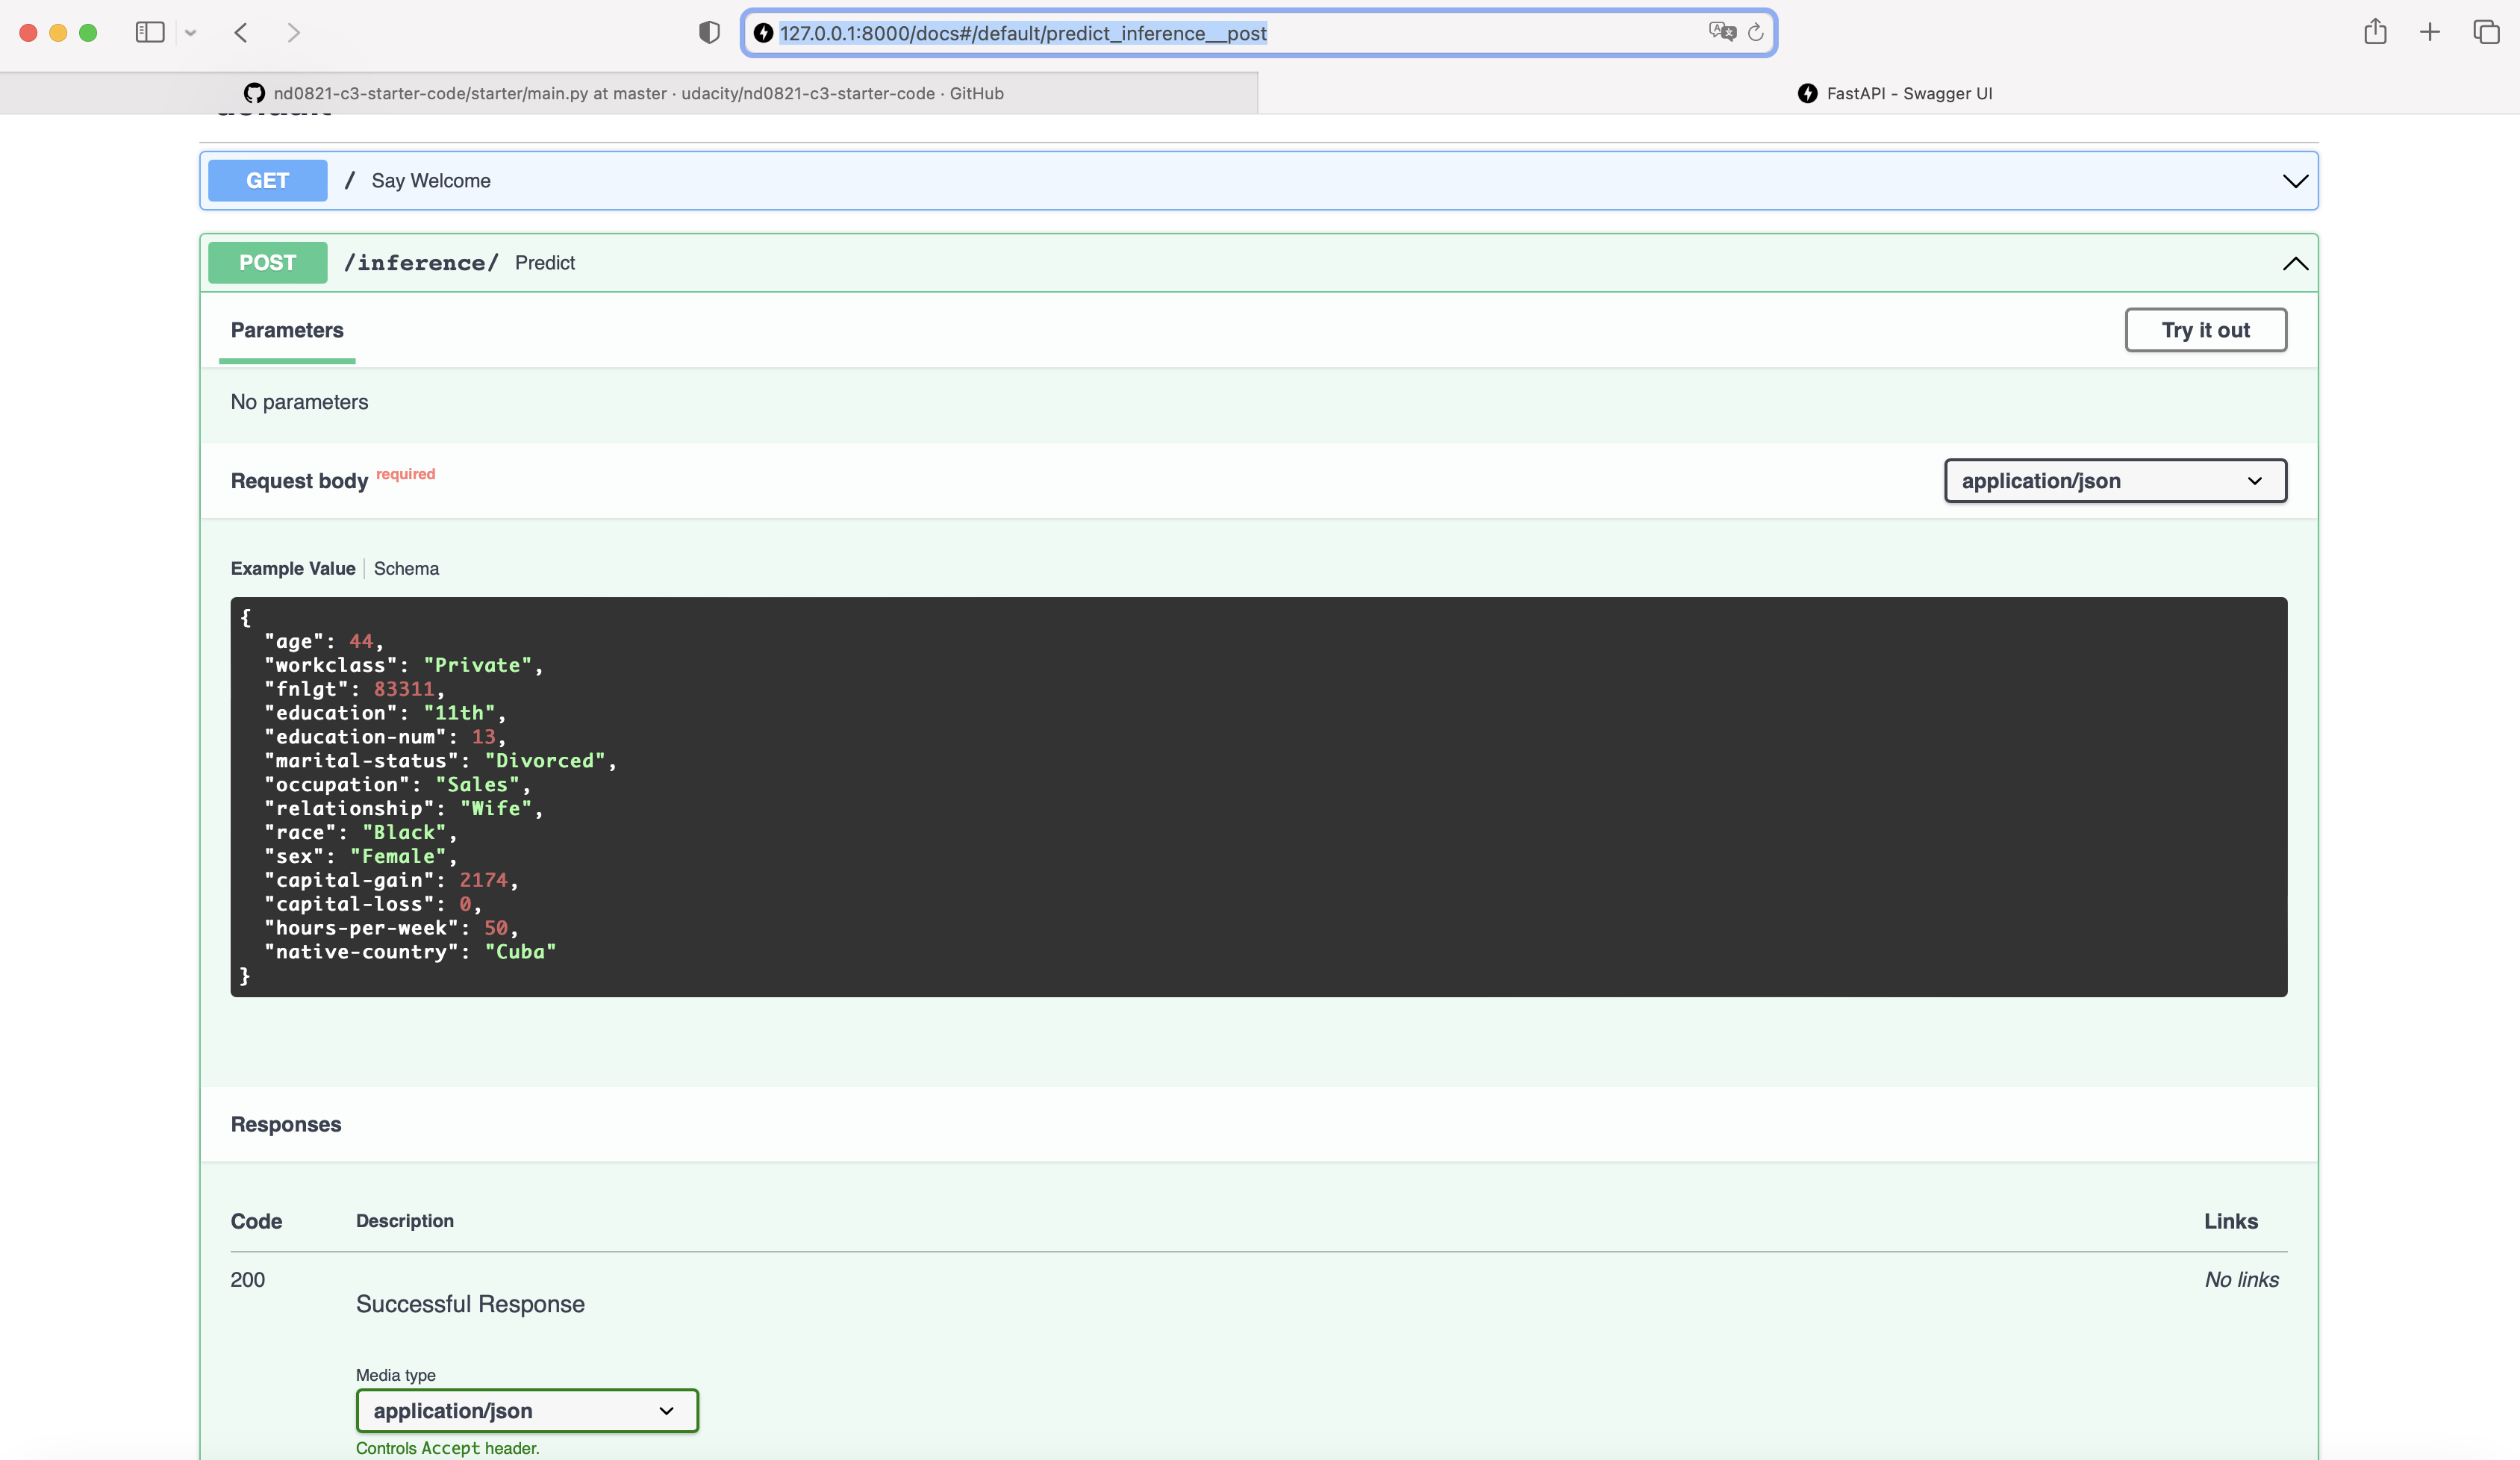 127.0.0.1:8000/docs#/default/predict_inference__post
nd0821-c3-starter-code/starter/main.py at master · udacity/nd0821-c3-starter-code · GitHub
FastAPI - Swagger UI
default
GET / Say Welcome
POST /inference/ Predict
Parameters
Try it out
No parameters
Request body required
application/json
Example Value Schema
{
"age": 44,
"workclass": "Private",
"fnlgt": 83311,
"education": "11th",
"education-num": 13,
"marital-status": "Divorced",
"occupation": "Sales",
"relationship": "Wife",
"race": "Black",
"sex": "Female",
"capital-gain": 2174,
"capital-loss": 0,
"hours-per-week": 50,
"native-country": "Cuba"
}
Responses
Code Description Links
200 No links
Successful Response
Media type
application/json
Controls Accept header.